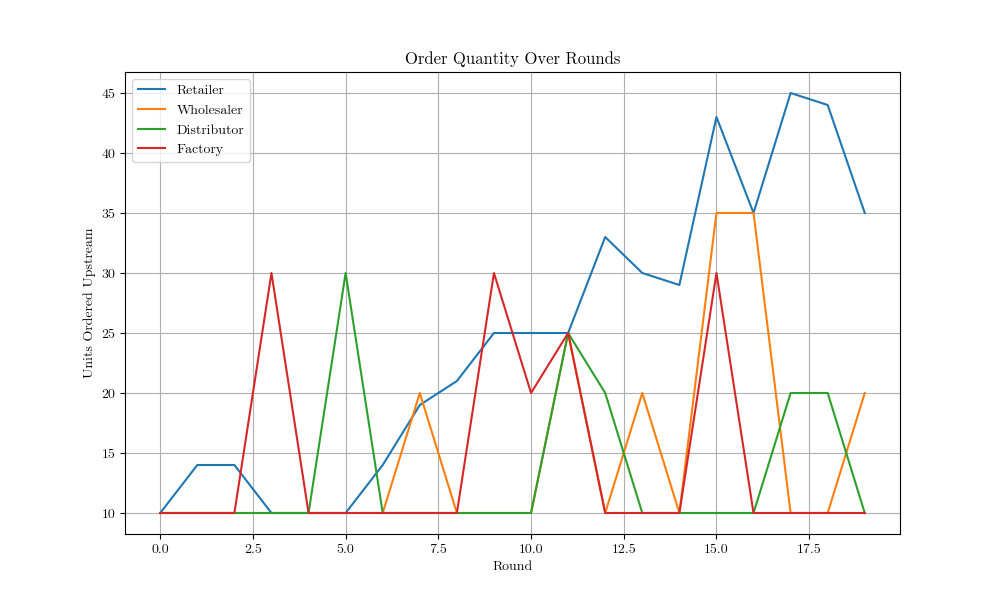 Order Quantity Over Rounds
Retailer
Wholesaler
Distributor
Factory
Units Ordered Upstream
45
40
35
30
25
20
15
10
0.0 2.5 5.0 7.5 10.0 12.5 15.0 17.5
Round